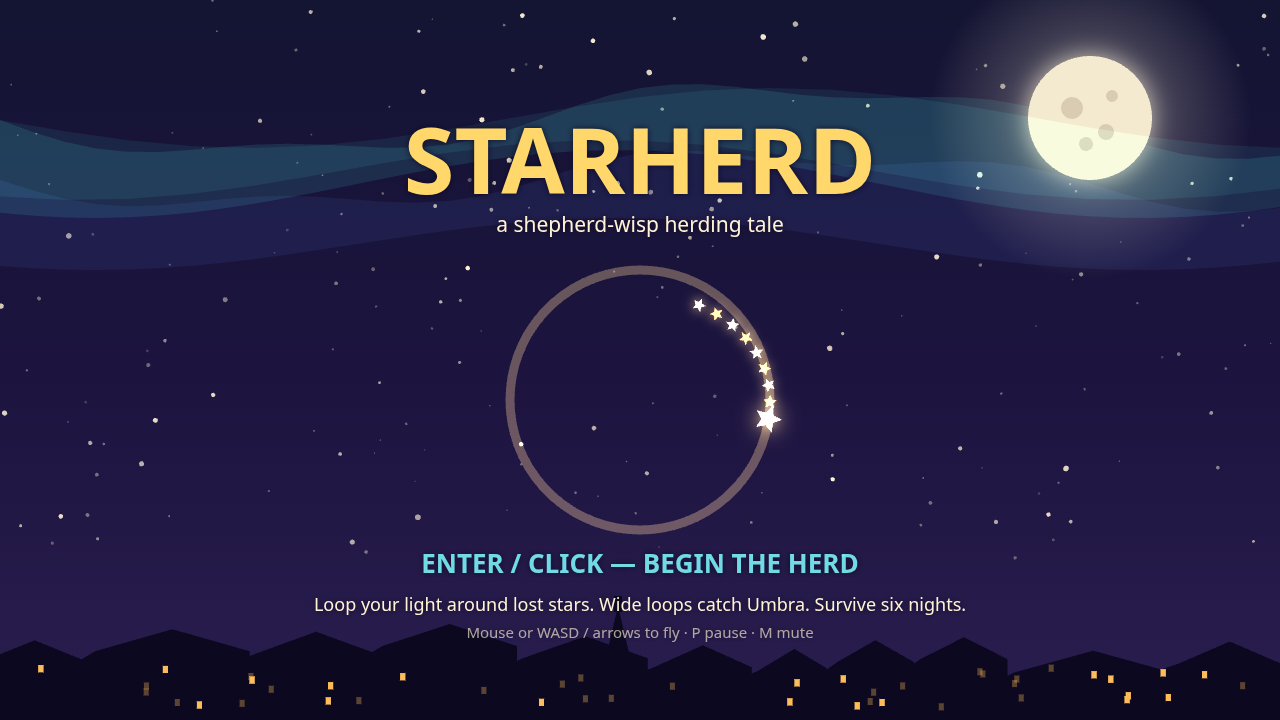 STARHERD
a shepherd-wisp herding tale
ENTER / CLICK — BEGIN THE HERD
Loop your light around lost stars. Wide loops catch Umbra. Survive six nights.
Mouse or WASD / arrows to fly · P pause · M mute